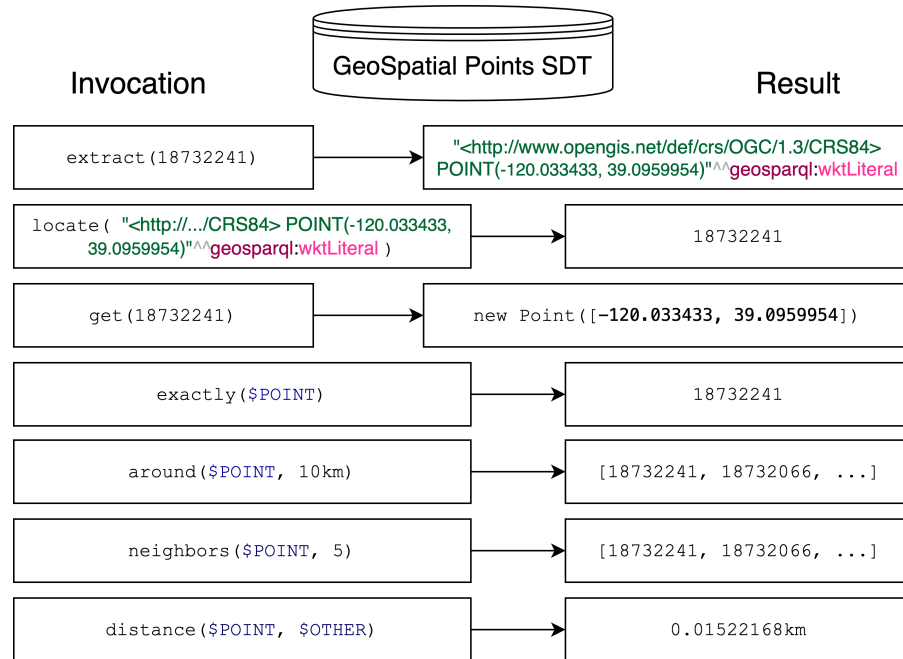 GeoSpatial Points SDT
Invocation
Result
extract(18732241)
"<http://www.opengis.net/def/crs/OGC/1.3/CRS84>
POINT(-120.033433, 39.0959954)"^^geosparql:wktLiteral
locate( "<http://.../CRS84> POINT(-120.033433,
39.0959954)"^^geosparql:wktLiteral )
18732241
get(18732241)
new Point([-120.033433, 39.0959954])
exactly($POINT)
18732241
around($POINT, 10km)
[18732241, 18732066, ...]
neighbors($POINT, 5)
[18732241, 18732066, ...]
distance($POINT, $OTHER)
0.01522168km